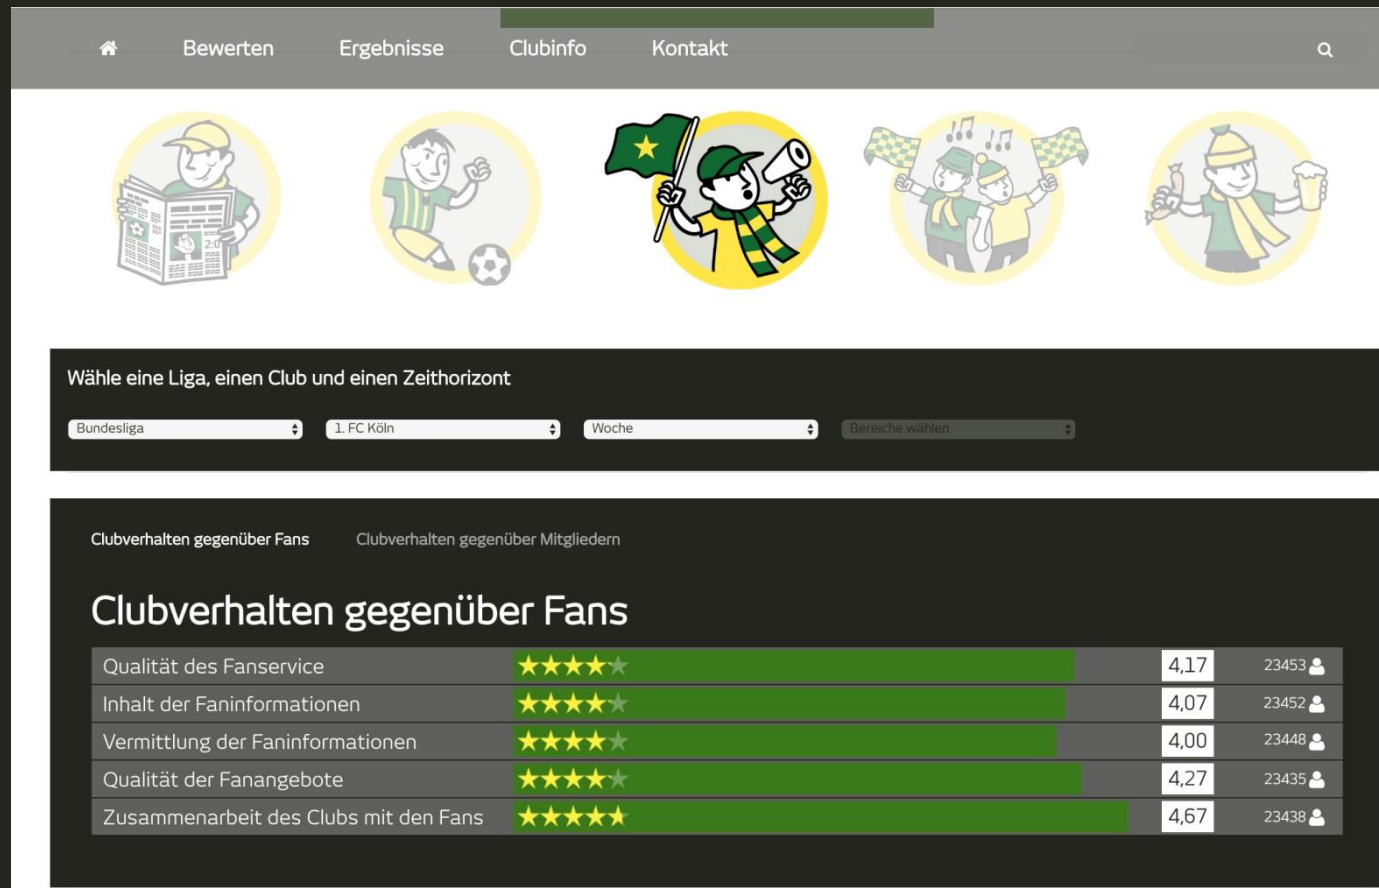 Bewerten Ergebnisse Clubinfo Kontakt
2:0
Wähle eine Liga, einen Club und einen Zeithorizont
Bundesliga 1. FC Köln Woche Bereiche wählen
Clubverhalten gegenüber Fans Clubverhalten gegenüber Mitgliedern
Clubverhalten gegenüber Fans
Qualität des Fanservice 4,17 23453
Inhalt der Faninformationen 4,07 23452
Vermittlung der Faninformationen 4,00 23448
Qualität der Fanangebote 4,27 23435
Zusammenarbeit des Clubs mit den Fans 4,67 23438